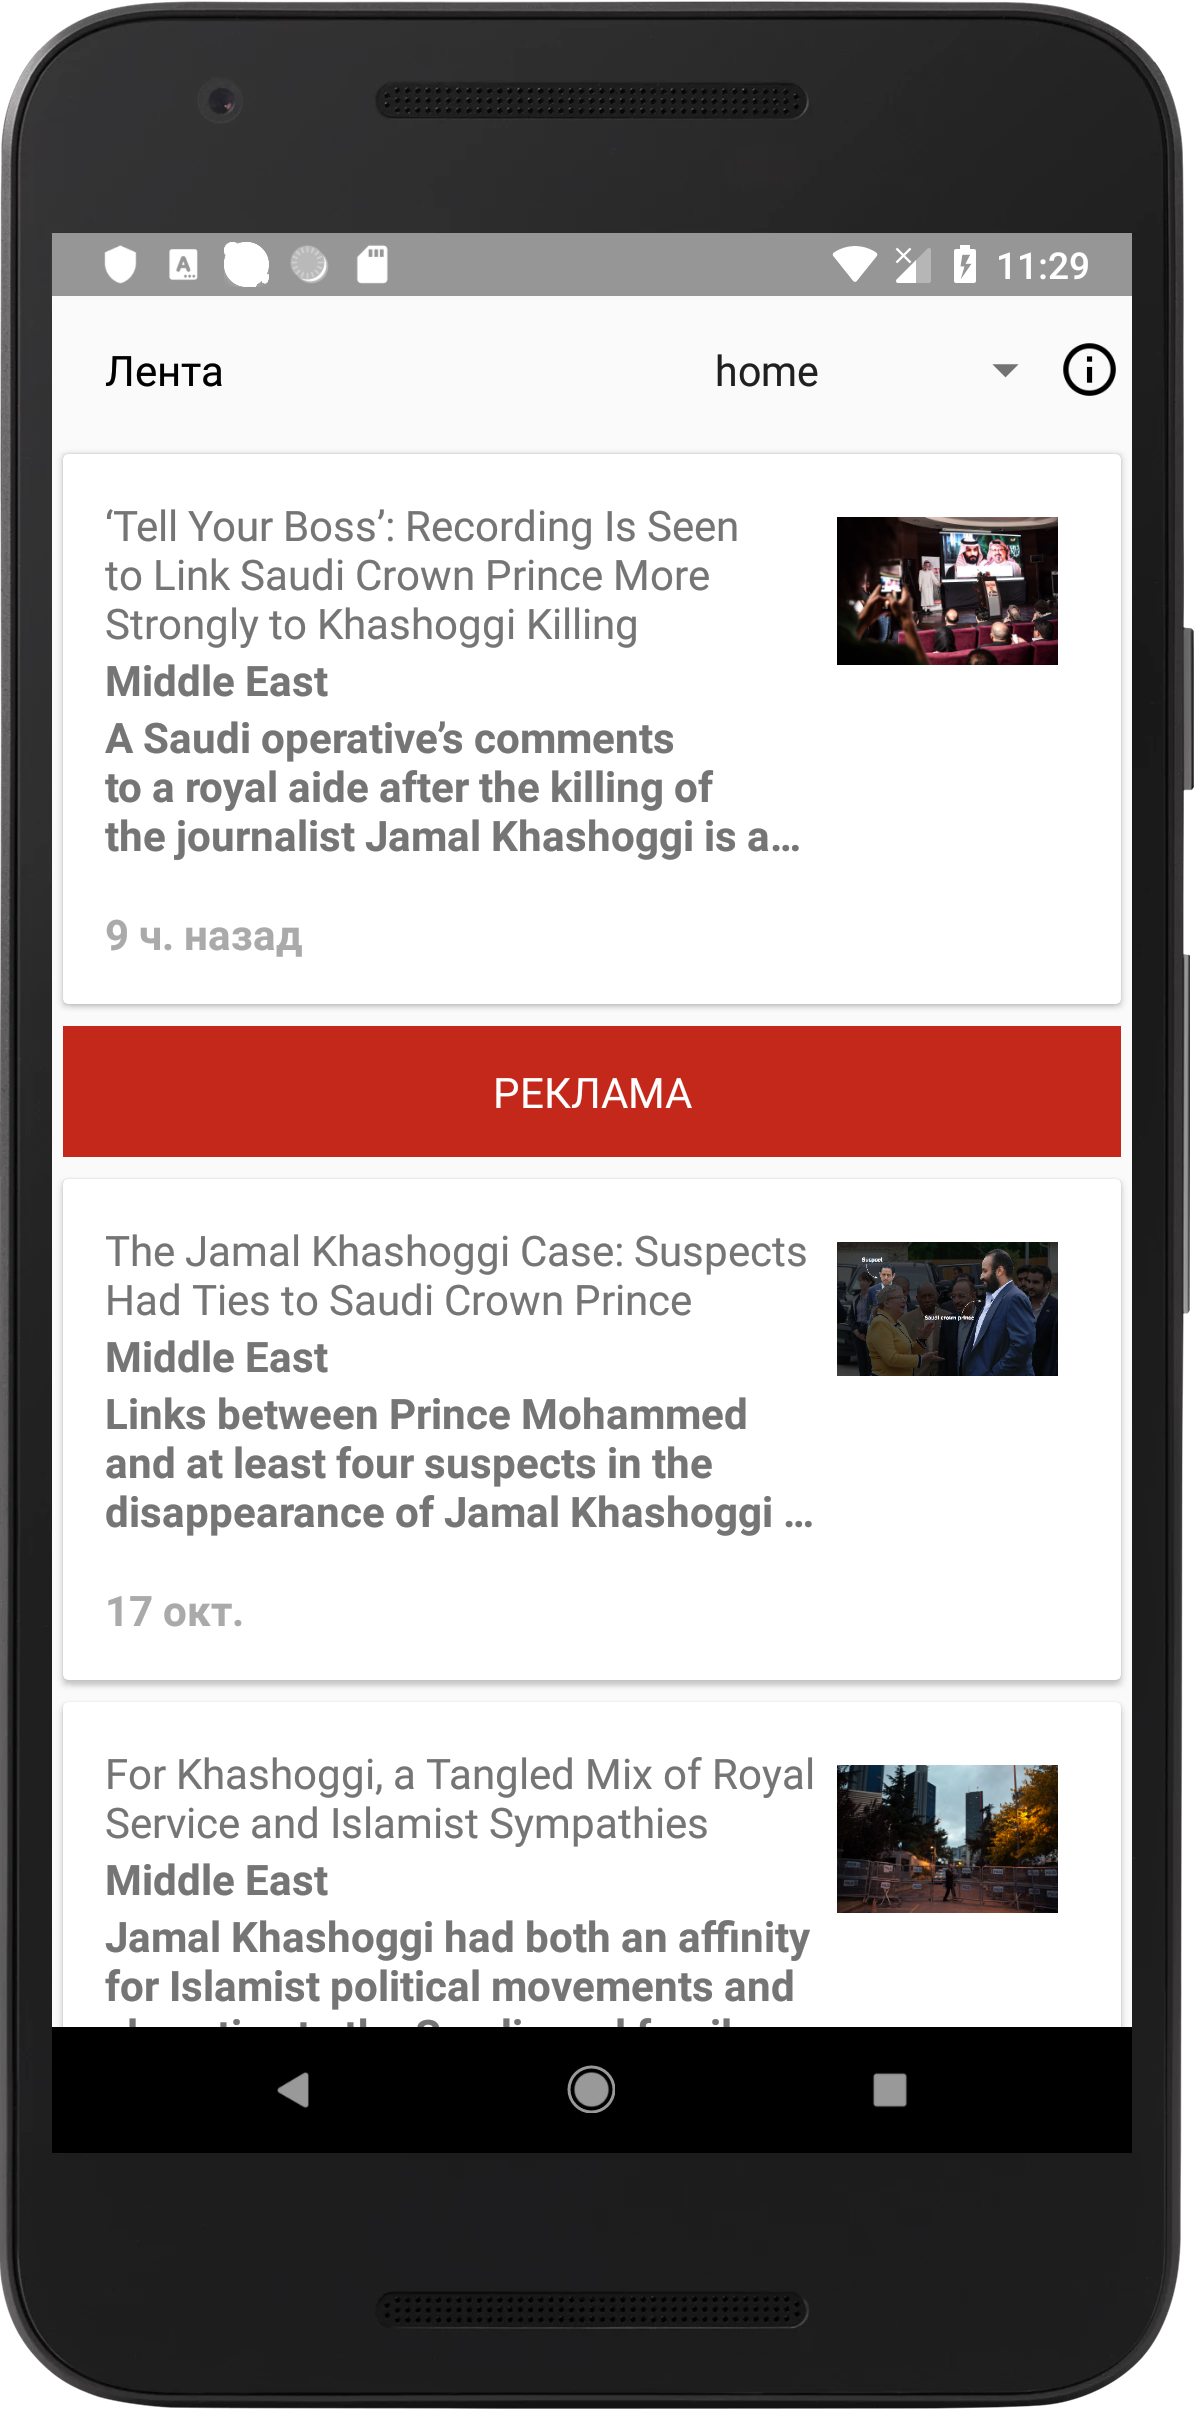 11:29
Лента
home
‘Tell Your Boss’: Recording Is Seen
to Link Saudi Crown Prince More
Strongly to Khashoggi Killing
Middle East
A Saudi operative’s comments
to a royal aide after the killing of
the journalist Jamal Khashoggi is a…
9 ч. назад
РЕКЛАМА
The Jamal Khashoggi Case: Suspects
Had Ties to Saudi Crown Prince
Suspect
Saudi crown prince
Middle East
Links between Prince Mohammed
and at least four suspects in the
disappearance of Jamal Khashoggi …
17 окт.
For Khashoggi, a Tangled Mix of Royal
Service and Islamist Sympathies
Middle East
Jamal Khashoggi had both an affinity
for Islamist political movements and